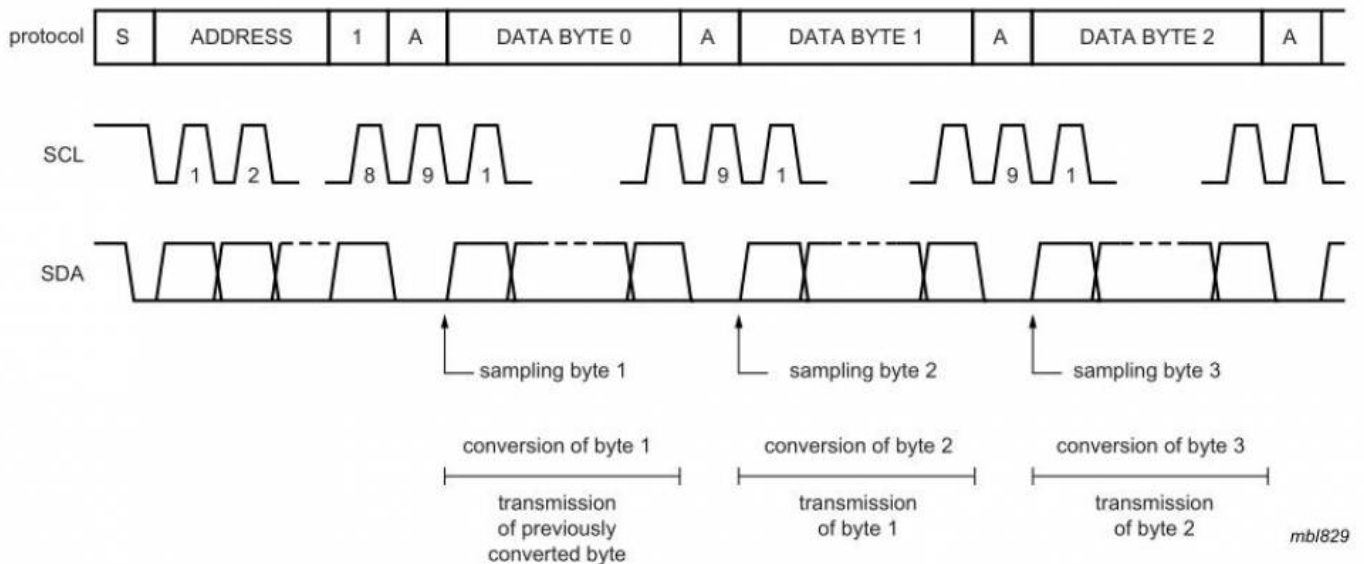 protocol S ADDRESS 1 A DATA BYTE 0 A DATA BYTE 1 A DATA BYTE 2 A
SCL 1 2 8 9 1 9 1 9 1
SDA
sampling byte 1 sampling byte 2 sampling byte 3
conversion of byte 1 conversion of byte 2 conversion of byte 3
transmission transmission transmission
of previously of byte 1 of byte 2
converted byte
mbl829